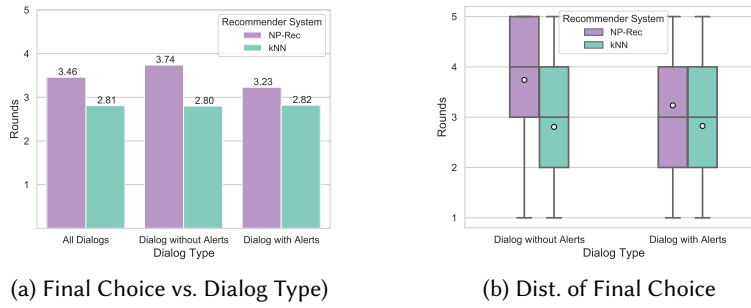 5
4
3
2
1
Rounds
Recommender System
NP-Rec
kNN
3.46
2.81
3.74
2.80
3.23
2.82
All Dialogs
Dialog without Alerts
Dialog with Alerts
Dialog Type
(a) Final Choice vs. Dialog Type)
5
4
3
2
1
Rounds
Recommender System
NP-Rec
kNN
Dialog without Alerts
Dialog with Alerts
Dialog Type
(b) Dist. of Final Choice